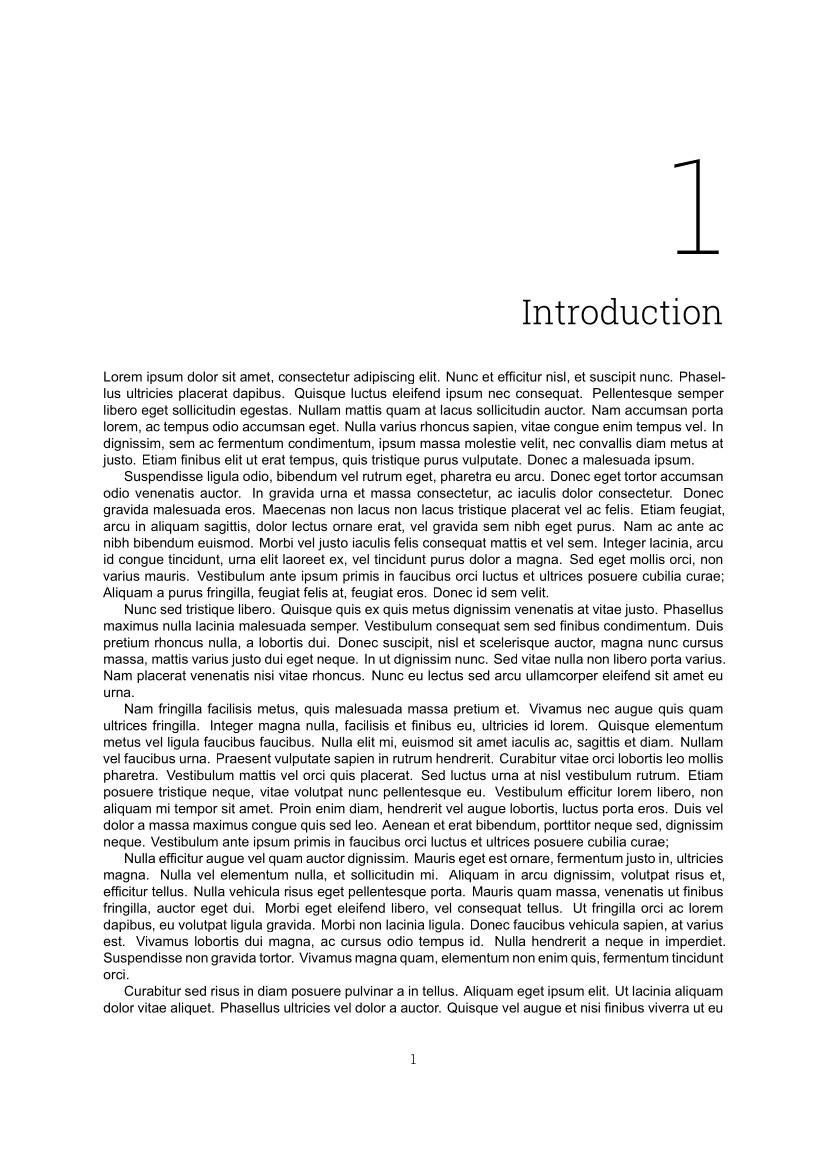 1
Introduction
Lorem ipsum dolor sit amet, consectetur adipiscing elit. Nunc et efficitur nisl, et suscipit nunc. Phasel-
lus ultricies placerat dapibus. Quisque luctus eleifend ipsum nec consequat. Pellentesque semper
libero eget sollicitudin egestas. Nullam mattis quam at lacus sollicitudin auctor. Nam accumsan porta
lorem, ac tempus odio accumsan eget. Nulla varius rhoncus sapien, vitae congue enim tempus vel. In
dignissim, sem ac fermentum condimentum, ipsum massa molestie velit, nec convallis diam metus at
justo. Etiam finibus elit ut erat tempus, quis tristique purus vulputate. Donec a malesuada ipsum.
Suspendisse ligula odio, bibendum vel rutrum eget, pharetra eu arcu. Donec eget tortor accumsan
odio venenatis auctor. In gravida urna et massa consectetur, ac iaculis dolor consectetur. Donec
gravida malesuada eros. Maecenas non lacus non lacus tristique placerat vel ac felis. Etiam feugiat,
arcu in aliquam sagittis, dolor lectus ornare erat, vel gravida sem nibh eget purus. Nam ac ante ac
nibh bibendum euismod. Morbi vel justo iaculis felis consequat mattis et vel sem. Integer lacinia, arcu
id congue tincidunt, urna elit laoreet ex, vel tincidunt purus dolor a magna. Sed eget mollis orci, non
varius mauris. Vestibulum ante ipsum primis in faucibus orci luctus et ultrices posuere cubilia curae;
Aliquam a purus fringilla, feugiat felis at, feugiat eros. Donec id sem velit.
Nunc sed tristique libero. Quisque quis ex quis metus dignissim venenatis at vitae justo. Phasellus
maximus nulla lacinia malesuada semper. Vestibulum consequat sem sed finibus condimentum. Duis
pretium rhoncus nulla, a lobortis dui. Donec suscipit, nisl et scelerisque auctor, magna nunc cursus
massa, mattis varius justo dui eget neque. In ut dignissim nunc. Sed vitae nulla non libero porta varius.
Nam placerat venenatis nisi vitae rhoncus. Nunc eu lectus sed arcu ullamcorper eleifend sit amet eu
urna.
Nam fringilla facilisis metus, quis malesuada massa pretium et. Vivamus nec augue quis quam
ultrices fringilla. Integer magna nulla, facilisis et finibus eu, ultricies id lorem. Quisque elementum
metus vel ligula faucibus faucibus. Nulla elit mi, euismod sit amet iaculis ac, sagittis et diam. Nullam
vel faucibus urna. Praesent vulputate sapien in rutrum hendrerit. Curabitur vitae orci lobortis leo mollis
pharetra. Vestibulum mattis vel orci quis placerat. Sed luctus urna at nisl vestibulum rutrum. Etiam
posuere tristique neque, vitae volutpat nunc pellentesque eu. Vestibulum efficitur lorem libero, non
aliquam mi tempor sit amet. Proin enim diam, hendrerit vel augue lobortis, luctus porta eros. Duis vel
dolor a massa maximus congue quis sed leo. Aenean et erat bibendum, porttitor neque sed, dignissim
neque. Vestibulum ante ipsum primis in faucibus orci luctus et ultrices posuere cubilia curae;
Nulla efficitur augue vel quam auctor dignissim. Mauris eget est ornare, fermentum justo in, ultricies
magna. Nulla vel elementum nulla, et sollicitudin mi. Aliquam in arcu dignissim, volutpat risus et,
efficitur tellus. Nulla vehicula risus eget pellentesque porta. Mauris quam massa, venenatis ut finibus
fringilla, auctor eget dui. Morbi eget eleifend libero, vel consequat tellus. Ut fringilla orci ac lorem
dapibus, eu volutpat ligula gravida. Morbi non lacinia ligula. Donec faucibus vehicula sapien, at varius
est. Vivamus lobortis dui magna, ac cursus odio tempus id. Nulla hendrerit a neque in imperdiet.
Suspendisse non gravida tortor. Vivamus magna quam, elementum non enim quis, fermentum tincidunt
orci.
Curabitur sed risus in diam posuere pulvinar a in tellus. Aliquam eget ipsum elit. Ut lacinia aliquam
dolor vitae aliquet. Phasellus ultricies vel dolor a auctor. Quisque vel augue et nisi finibus viverra ut eu
1